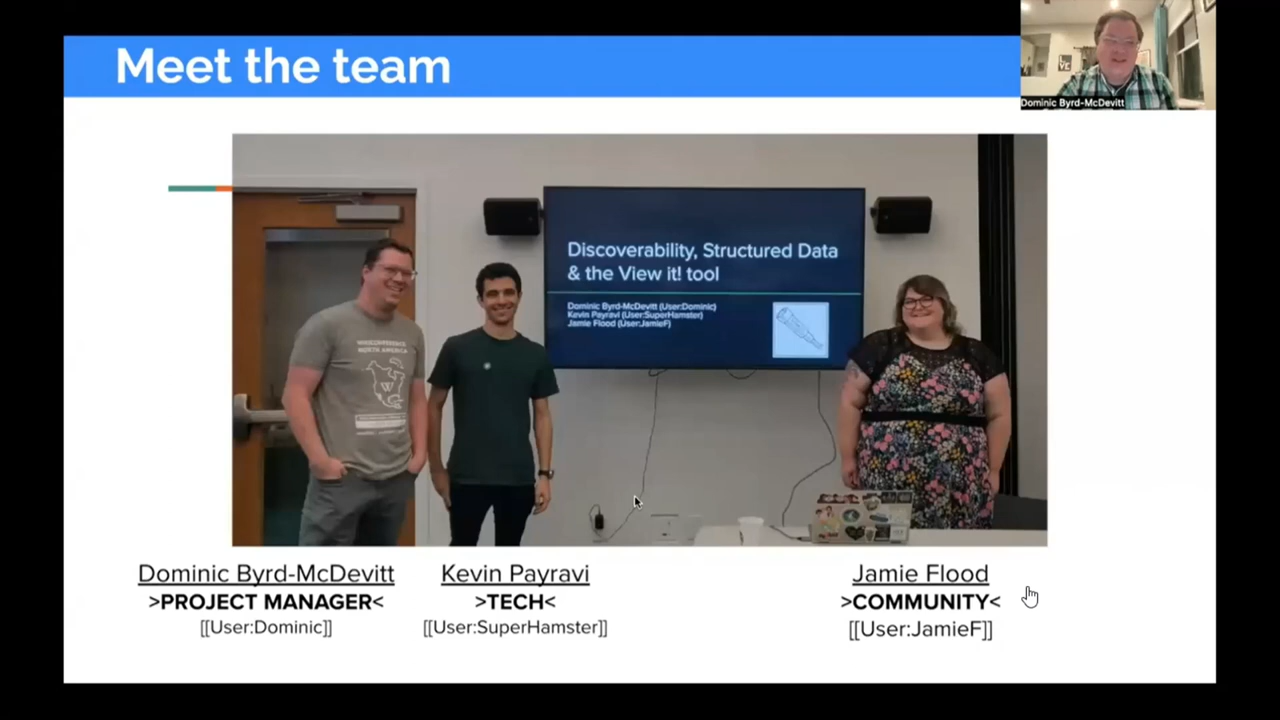 Meet the team
Dominic Byrd-McDevitt
Discoverability, Structured Data
& the View it! tool
Dominic Byrd-McDevitt (User:Dominic)
Kevin Payravi (User:SuperHamster)
Jamie Flood (User:JamieF)
NORTH AMERICA
W
Dominic Byrd-McDevitt
>PROJECT MANAGER<
[[User:Dominic]]
Kevin Payravi
>TECH<
[[User:SuperHamster]]
Jamie Flood
>COMMUNITY<
[[User:JamieF]]